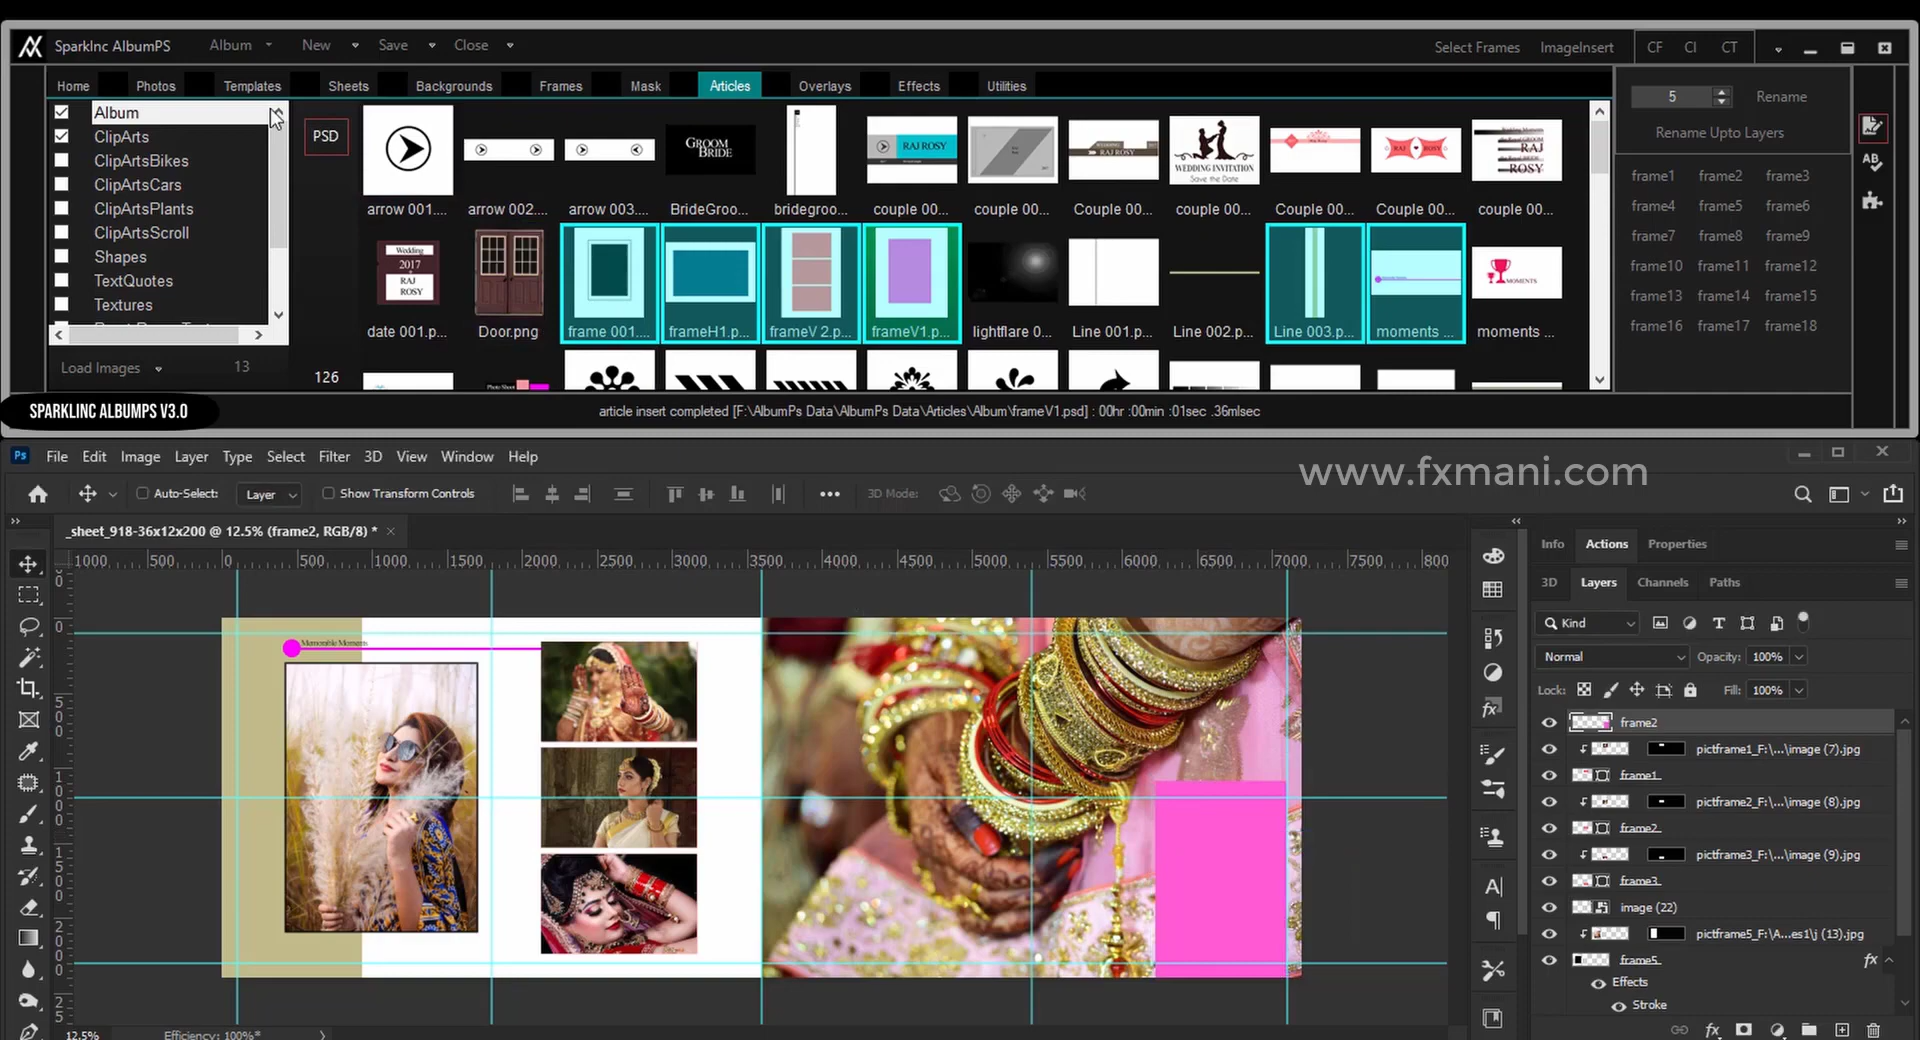 SparkInc AlbumPS Album New Save Close Select Frames ImageInsert CF CI CT
Home Photos Templates Sheets Backgrounds Frames Mask Articles Overlays Effects Utilities
5 Rename
Rename Upto Layers
Album
ClipArts
ClipArtsBikes
ClipArtsCars
ClipArtsPlants
ClipArtsScroll
Shapes
TextQuotes
Textures
Load Images 13
PSD
126
GROOM BRIDE
RAJ ROSY
RAJ ROSY
WEDDING INVITATION
Save the Date
RAJ
ROSY
arrow 001.... arrow 002.... arrow 003.... BrideGroo... bridegroo... couple 00... couple 00... Couple 00... couple 00... Couple 00... Couple 00... couple 00...
Wedding
2017
RAJ
ROSY
MOMENTS
date 001.p... Door.png frame 001.... frameH1.p... frameV 2.p... frameV1.p... lightflare 0... Line 001.p... Line 002.p... Line 003.p... moments ... moments ...
frame1 frame2 frame3
frame4 frame5 frame6
frame7 frame8 frame9
frame10 frame11 frame12
frame13 frame14 frame15
frame16 frame17 frame18
SPARKLINC ALBUMPS V3.0
article insert completed [F:\AlbumPs Data\AlbumPs Data\Articles\Album\frameV1.psd] : 00hr :00min :01sec .36mlsec
Ps File Edit Image Layer Type Select Filter 3D View Window Help
www.fxmani.com
Auto-Select: Layer Show Transform Controls 3D Mode:
_sheet_918-36x12x200 @ 12.5% (frame2, RGB/8) *
1000 500 0 500 1000 1500 2000 2500 3000 3500 4000 4500 5000 5500 6000 6500 7000 7500 800
Memorable Moments
Info Actions Properties
3D Layers Channels Paths
Kind
Normal Opacity: 100%
Lock: Fill: 100%
frame2
pictframe1_F:\...\image (7).jpg
frame1
pictframe2_F:\...\image (8).jpg
frame2
pictframe3_F:\...\image (9).jpg
frame3
image (22)
pictframe5_F:\A...es1\j (13).jpg
frame5 fx
Effects
Stroke
12.5% Efficiency: 100%*